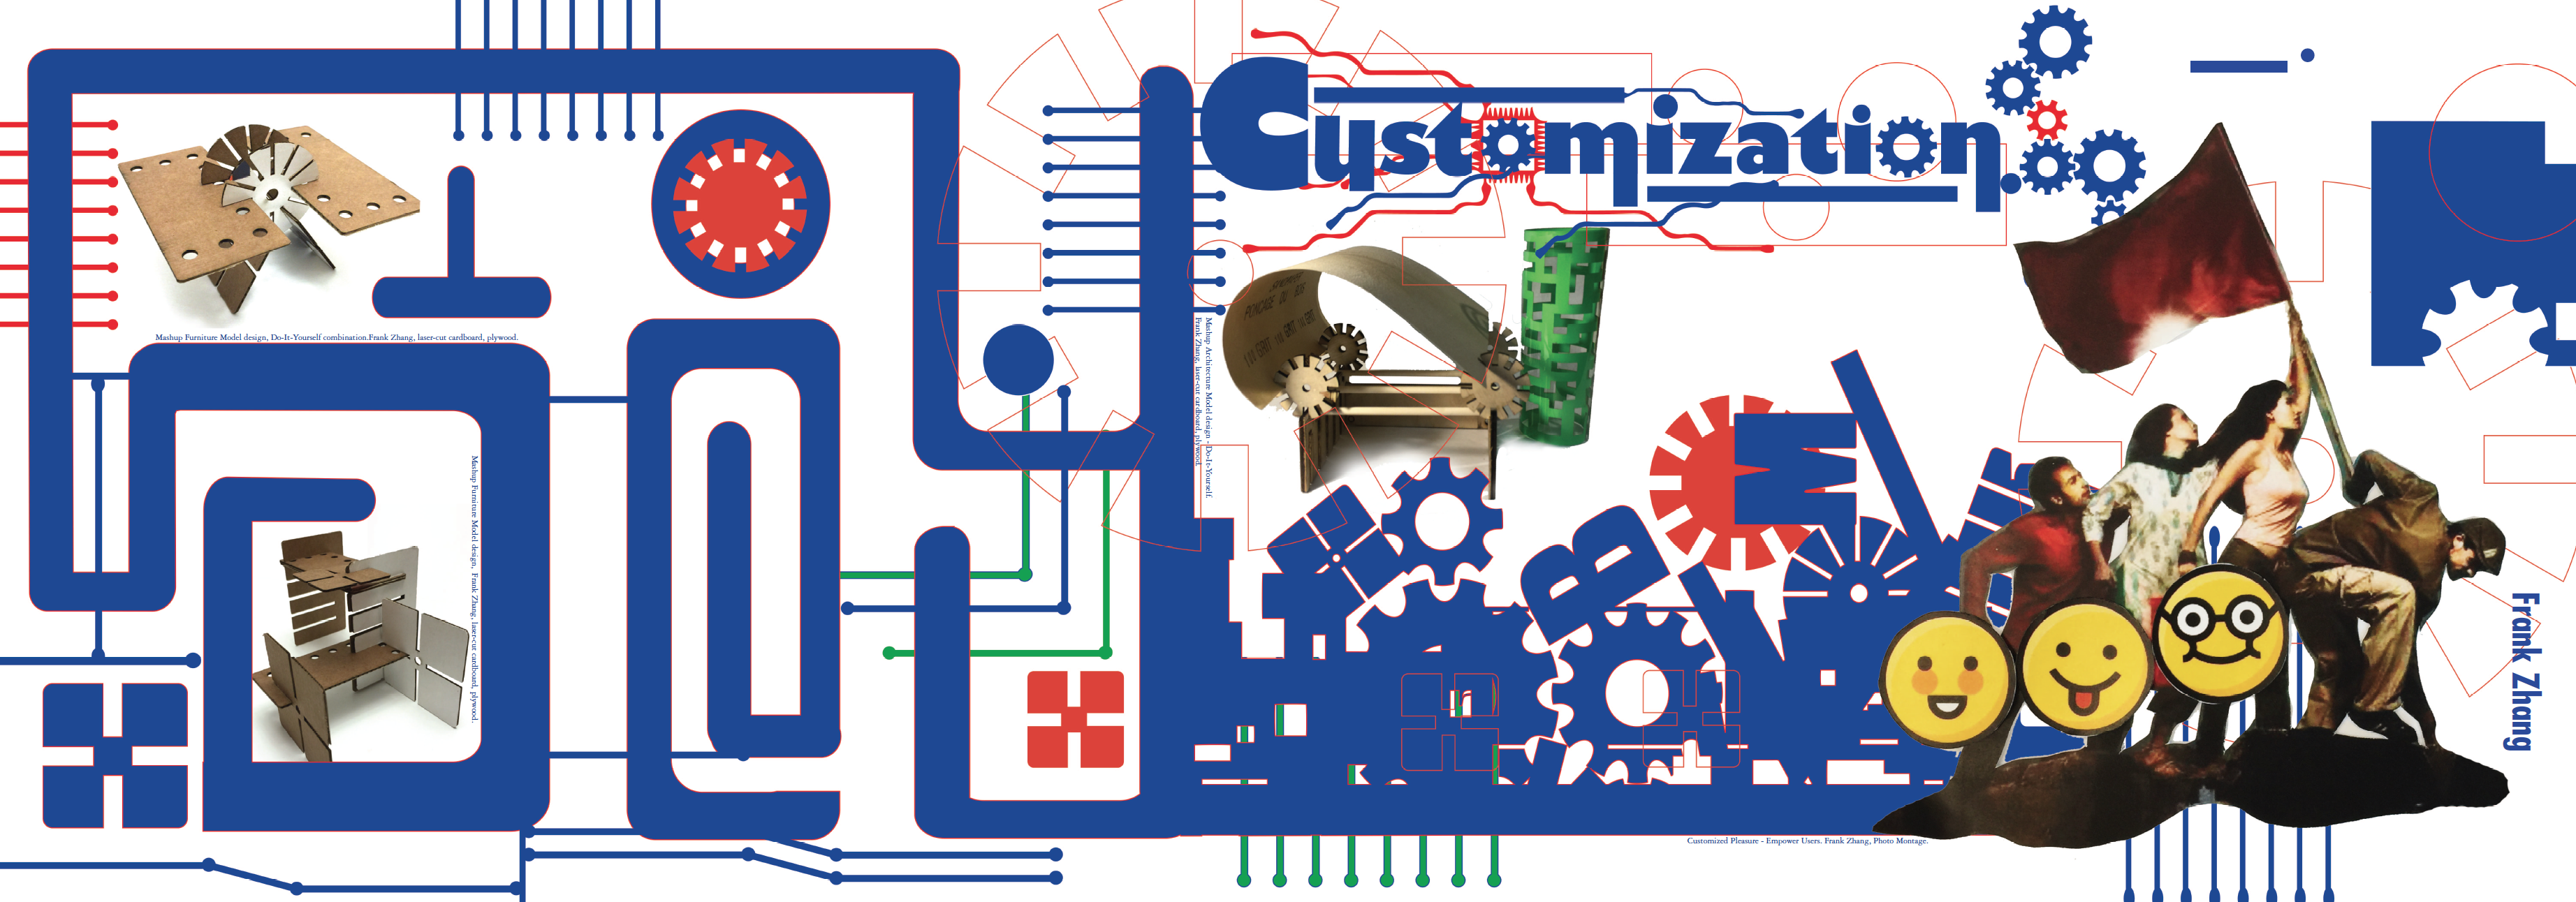 Customization.
Mashup Furniture Model design, Do-It-Yourself combination.Frank Zhang, laser-cut cardboard, plywood.
Mashup Furniture Model design, Frank Zhang, laser-cut cardboard, plywood.
Mashup Architecture Model design - Do-It-Yourself.
Frank Zhang, laser-cut cardboard, plywood.
Customized Pleasure - Empower Users. Frank Zhang, Photo Montage.
Frank Zhang